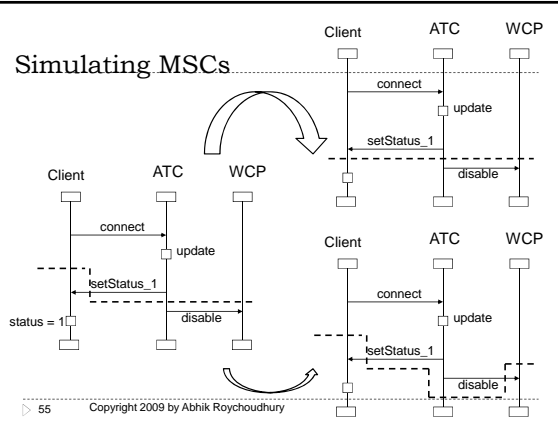 Simulating MSCs
Client ATC WCP
connect
update
setStatus_1
disable
Client ATC WCP
connect
update
setStatus_1
status = 1
disable
Client ATC WCP
connect
update
setStatus_1
disable
55 Copyright 2009 by Abhik Roychoudhury